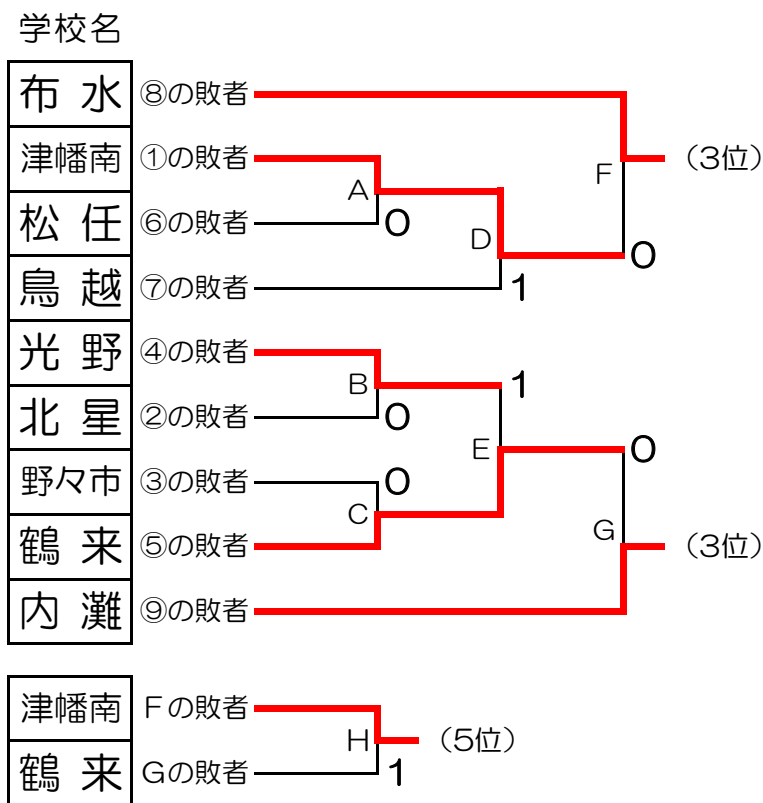 学校名
布水 ⑧の敗者
津幡南 ①の敗者
松任 ⑥の敗者
鳥越 ⑦の敗者
光野 ④の敗者
北星 ②の敗者
野々市 ③の敗者
鶴来 ⑤の敗者
内灘 ⑨の敗者
A
0
D
1
F
(3位)
0
B
0
1
E
0
C
0
G
(3位)
津幡南 Fの敗者
鶴来 Gの敗者
H
(5位)
1